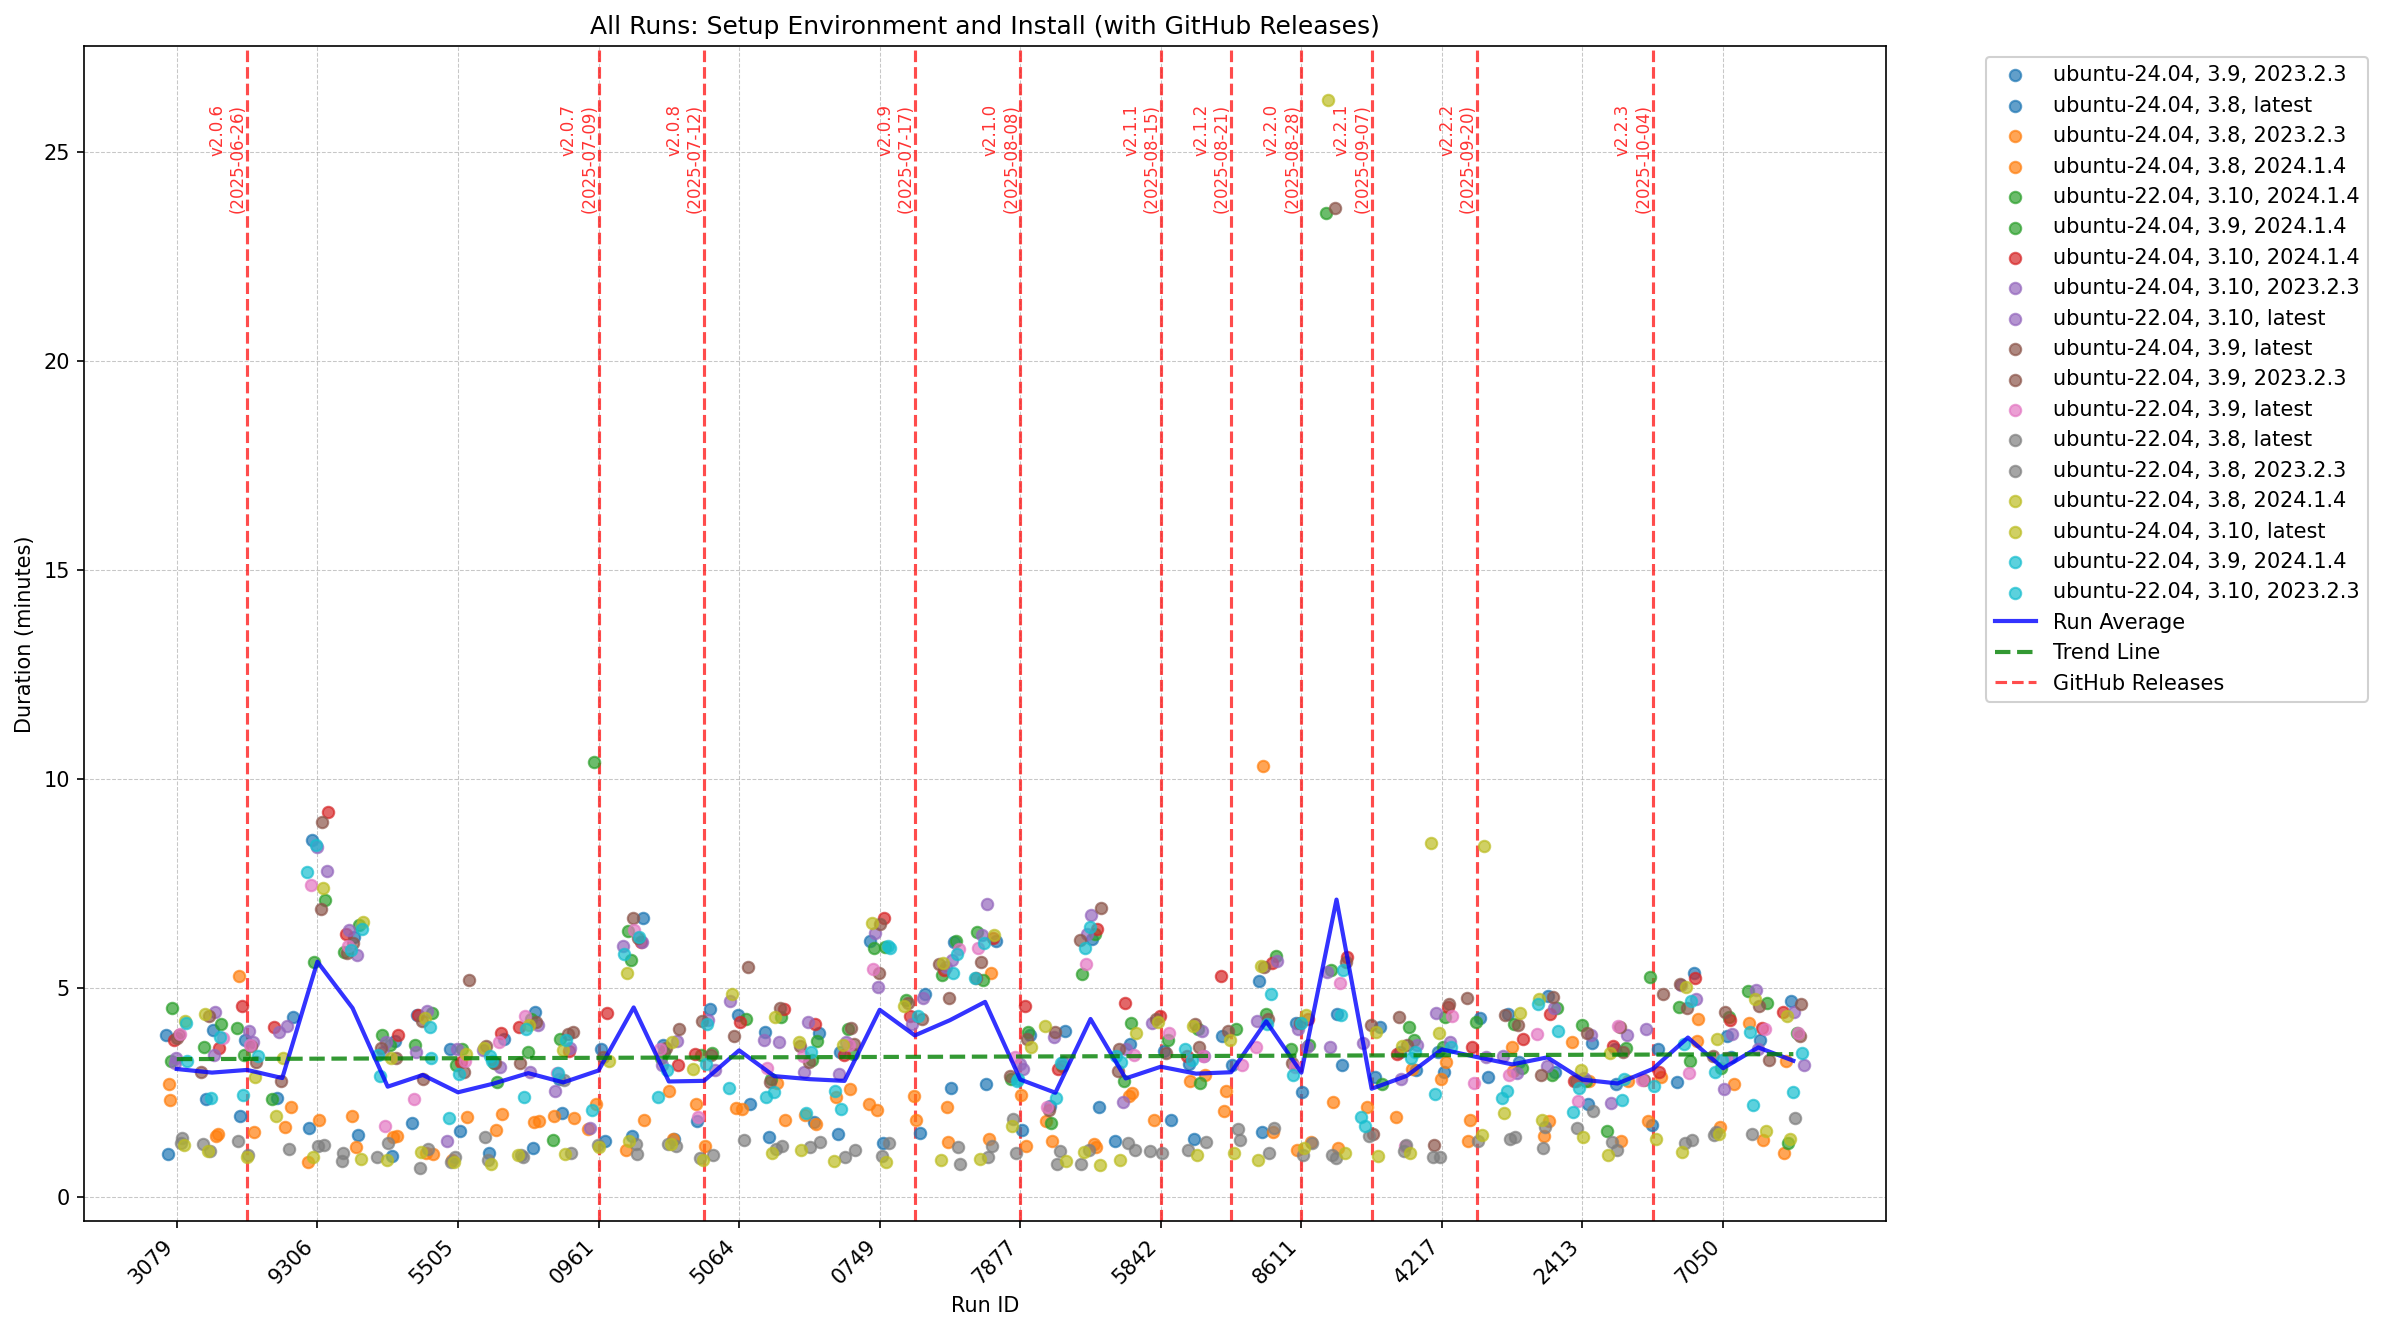 All Runs: Setup Environment and Install (with GitHub Releases)
Duration (minutes)
25
20
15
10
5
0
v2.0.6
(2025-06-26)
v2.0.7
(2025-07-09)
v2.0.8
(2025-07-12)
v2.0.9
(2025-07-17)
v2.1.0
(2025-08-08)
v2.1.1
(2025-08-15)
v2.1.2
(2025-08-21)
v2.2.0
(2025-08-28)
v2.2.1
(2025-09-07)
v2.2.2
(2025-09-20)
v2.2.3
(2025-10-04)
3079
9306
5505
0961
5064
0749
7877
5842
8611
4217
2413
7050
Run ID
ubuntu-24.04, 3.9, 2023.2.3
ubuntu-24.04, 3.8, latest
ubuntu-24.04, 3.8, 2023.2.3
ubuntu-24.04, 3.8, 2024.1.4
ubuntu-22.04, 3.10, 2024.1.4
ubuntu-24.04, 3.9, 2024.1.4
ubuntu-24.04, 3.10, 2024.1.4
ubuntu-24.04, 3.10, 2023.2.3
ubuntu-22.04, 3.10, latest
ubuntu-24.04, 3.9, latest
ubuntu-22.04, 3.9, 2023.2.3
ubuntu-22.04, 3.9, latest
ubuntu-22.04, 3.8, latest
ubuntu-22.04, 3.8, 2023.2.3
ubuntu-22.04, 3.8, 2024.1.4
ubuntu-24.04, 3.10, latest
ubuntu-22.04, 3.9, 2024.1.4
ubuntu-22.04, 3.10, 2023.2.3
Run Average
Trend Line
GitHub Releases